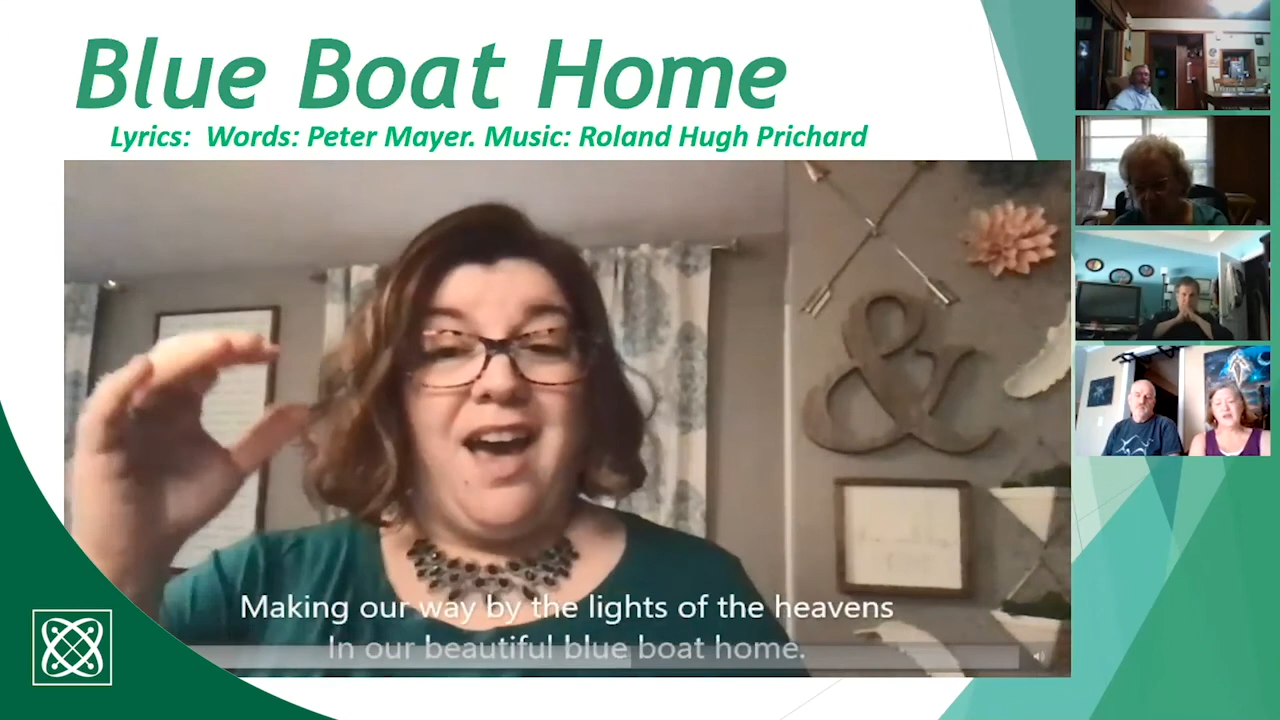 Blue Boat Home
Lyrics:  Words: Peter Mayer. Music: Roland Hugh Prichard
&
Making our way by the lights of the heavens
In our beautiful blue boat home.